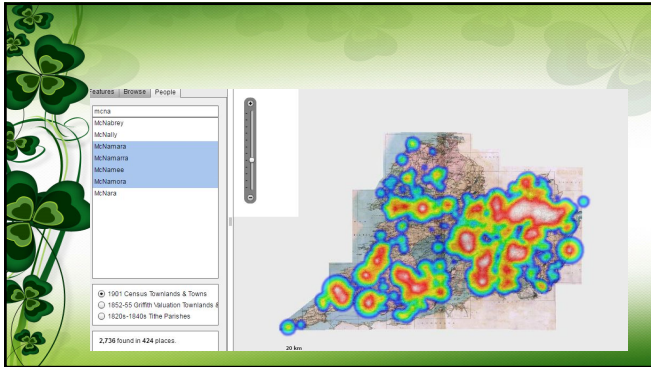 Features Browse People
mcna
McNabrey
McNally
McNamara
McNamarra
McNamee
McNamora
McNara
1901 Census Townlands & Towns
1852-55 Griffith Valuation Townlands &
1820s-1840s Tithe Parishes
2,736 found in 424 places.
20 km